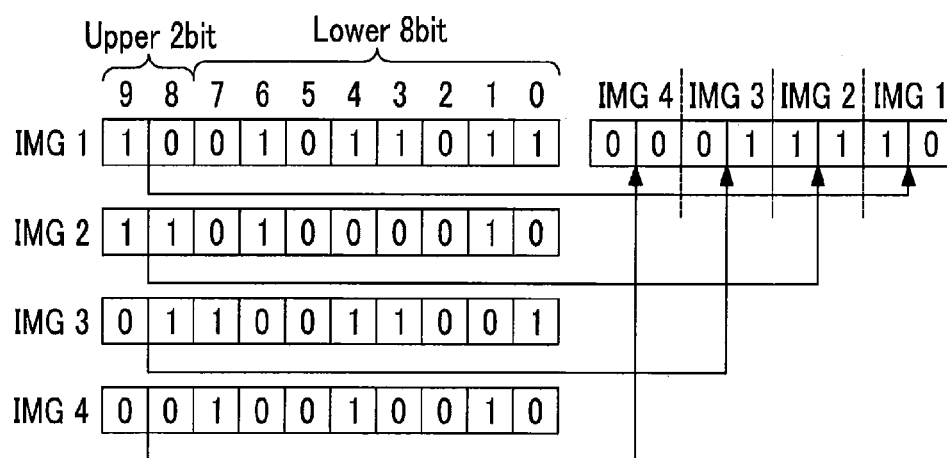 Upper 2bit Lower 8bit
9 8 7 6 5 4 3 2 1 0 IMG 4 IMG 3 IMG 2 IMG 1
IMG 1 1 0 0 1 0 1 1 0 1 1 0 0 0 1 1 1 1 0
IMG 2 1 1 0 1 0 0 0 0 1 0
IMG 3 0 1 1 0 0 1 1 0 0 1
IMG 4 0 0 1 0 0 1 0 0 1 0